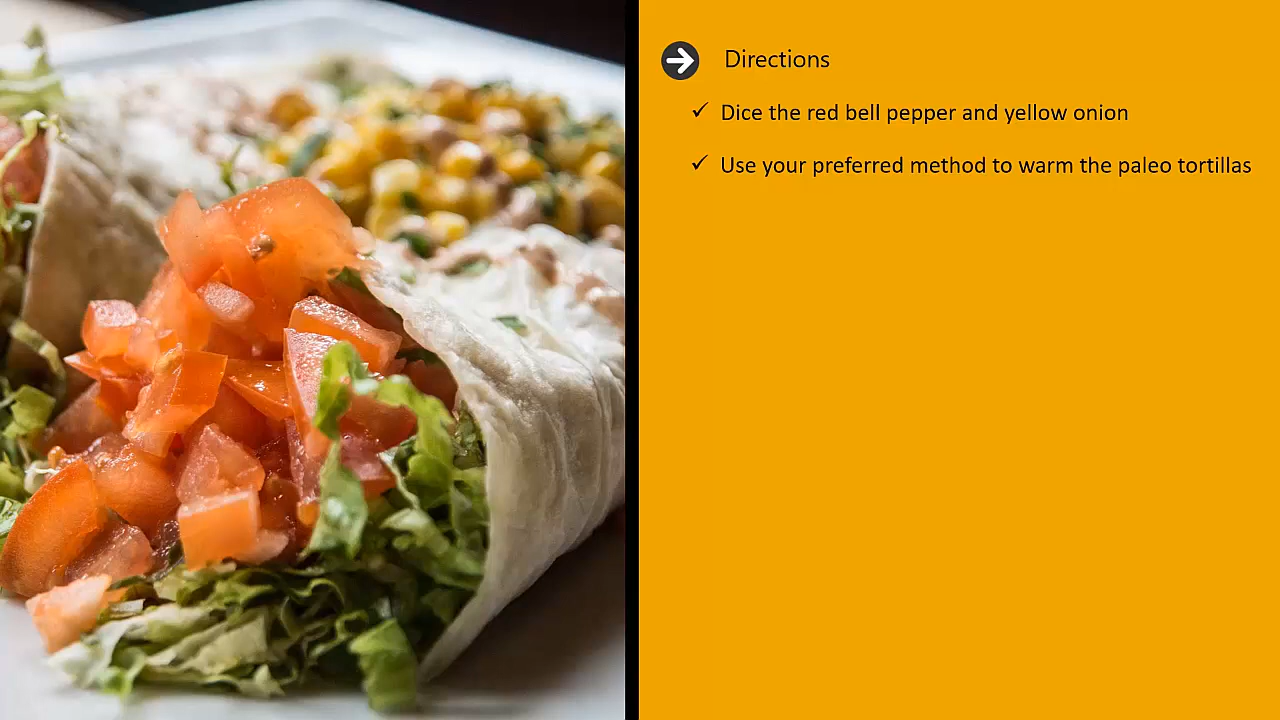 Directions
Dice the red bell pepper and yellow onion
Use your preferred method to warm the paleo tortillas